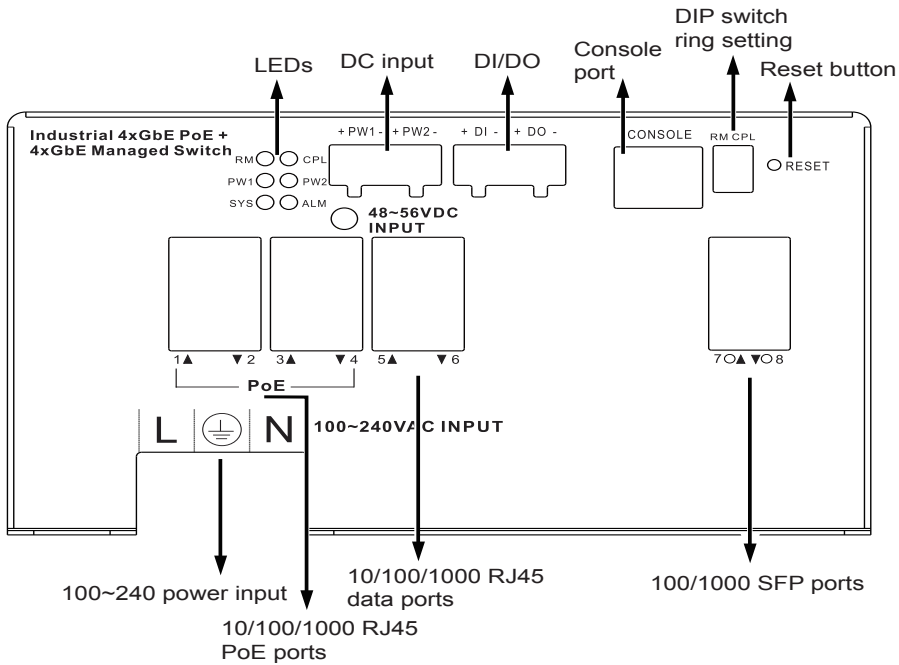 DIP switch
ring setting
Console
port
Reset button
LEDs
DC input
DI/DO
Industrial 4xGbE PoE +
4xGbE Managed Switch
+ PW1 - + PW2 -
+ DI - + DO -
CONSOLE
RM CPL
RESET
RM CPL
PW1 PW2
SYS ALM
48~56VDC
INPUT
1▲ ▼2 3▲ ▼4 5▲ ▼6
7○▲ ▼○8
PoE
L N
100~240VAC INPUT
100~240 power input
10/100/1000 RJ45
data ports
100/1000 SFP ports
10/100/1000 RJ45
PoE ports